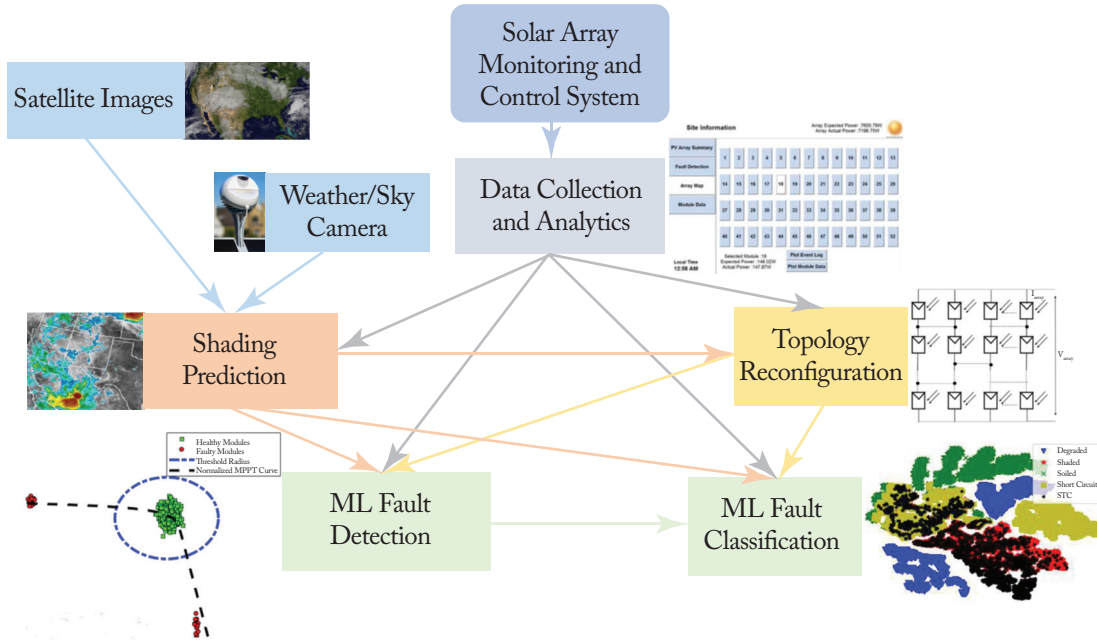 Solar Array
Monitoring and
Control System
Satellite Images
Site Information
Array Expected Power :7600.79W
Array Actual Power :7196.75W
PV Array Summary
Fault Detection
Array Map
Module Data
1 2 3 4 5 6 7 8 9 10 11 12 13
14 15 16 17 18 19 20 21 22 23 24 25 26
27 28 29 30 31 32 33 34 35 36 37 38 39
40 41 42 43 44 45 46 47 48 49 50 51 52
Selected Module :18
Expected Power :148.02W
Actual Power :147.87W
Plot Event Log
Plot Module Data
Local Time
12:58 AM
Data Collection
and Analytics
Weather/Sky
Camera
Shading
Prediction
Topology
Reconfiguration
I array
V array
Healthy Modules
Faulty Modules
Threshold Radius
Normalized MPPT Curve
ML Fault
Detection
ML Fault
Classification
Degraded
Shaded
Soiled
Short Circuit
STC